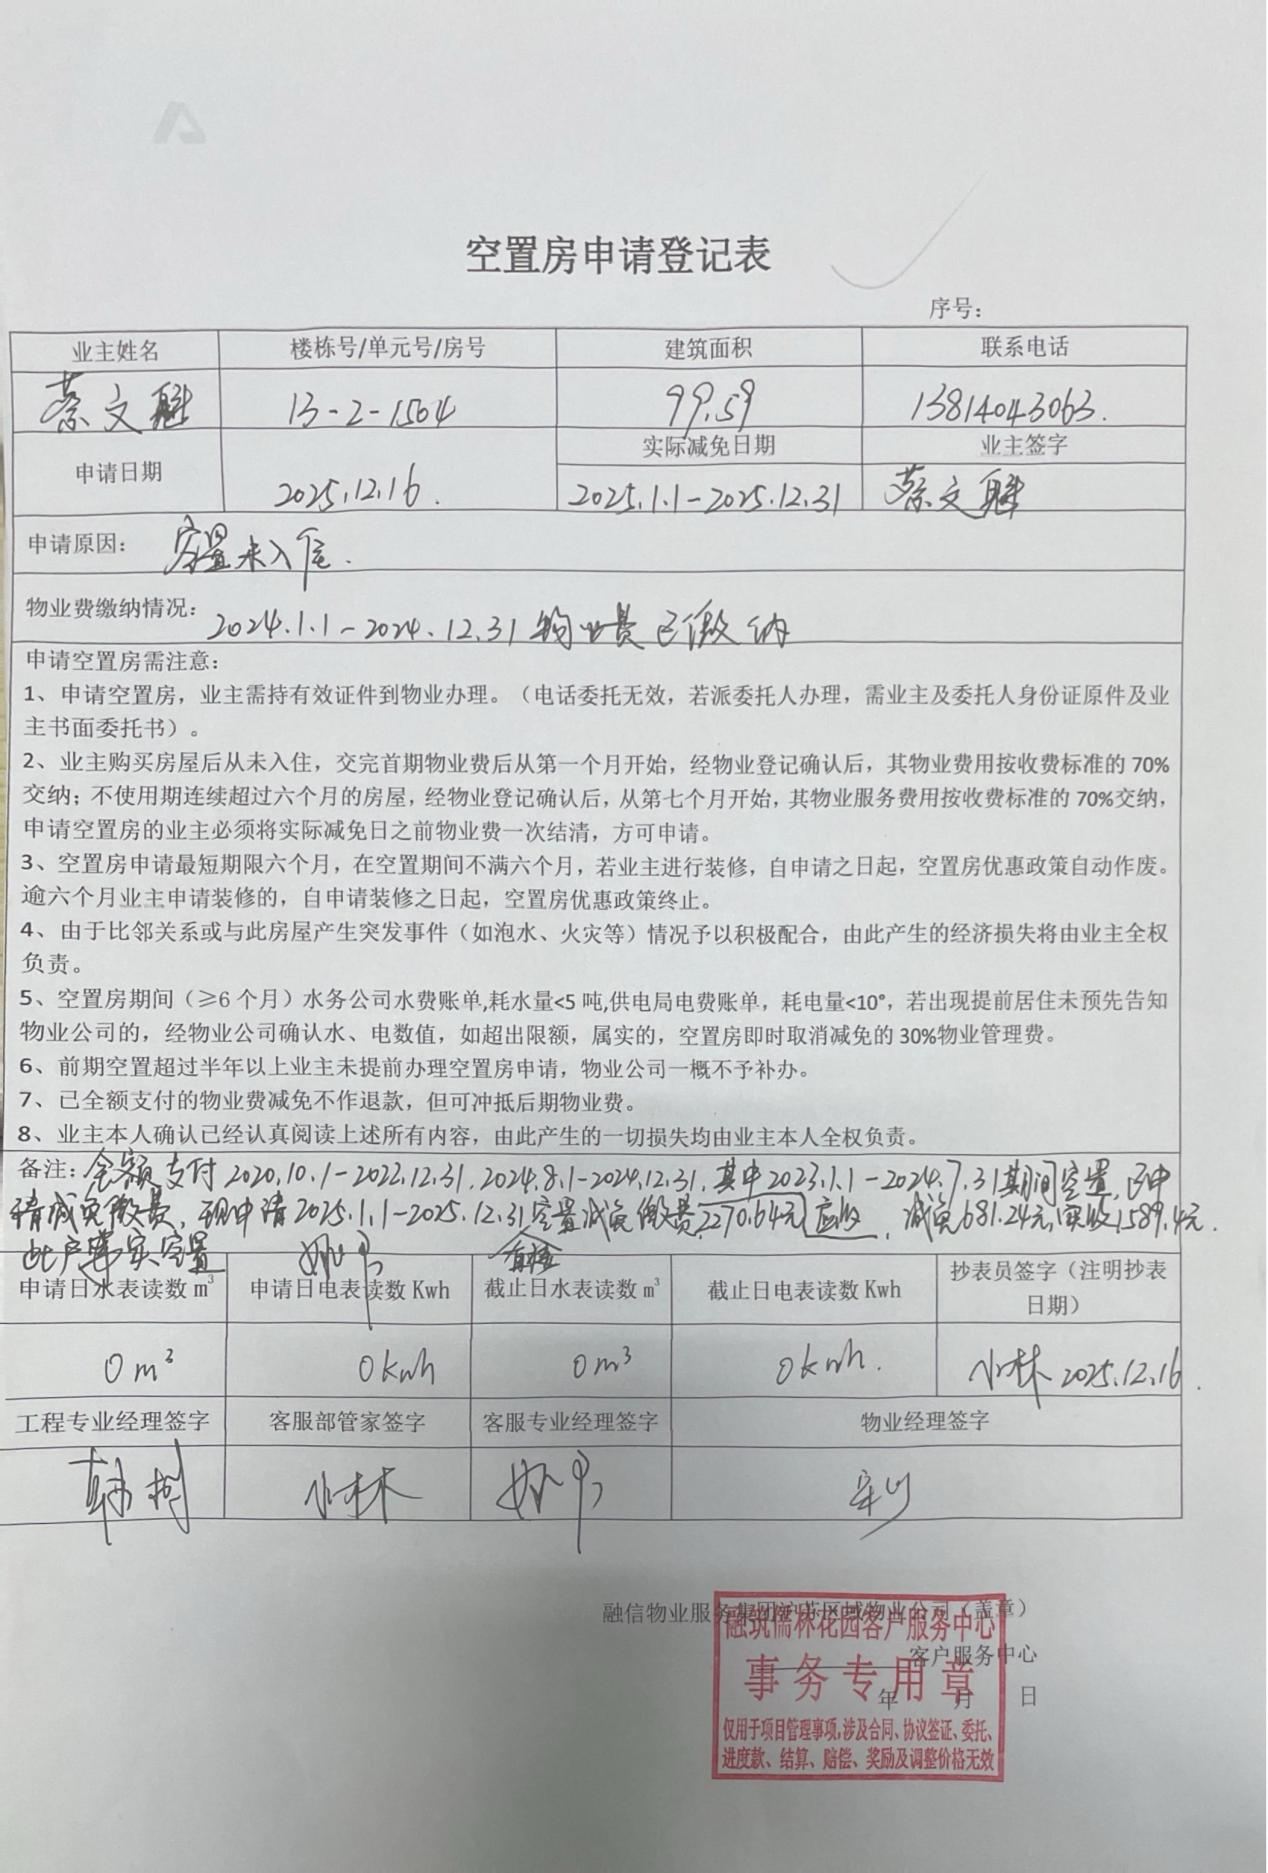 空置房申请登记表
序号：
业主姓名 楼栋号/单元号/房号 建筑面积 联系电话
蔡文魁 13-2-1504 99.59 13814043063.
申请日期 2025.12.16. 实际减免日期 业主签字
2025.1.1-2025.12.31 蔡文魁
申请原因： 空置未入住.
物业费缴纳情况： 2024.1.1-2024.12.31 物业费已缴纳
申请空置房需注意：
1、申请空置房，业主需持有效证件到物业办理。（电话委托无效，若派委托人办理，需业主及委托人身份证原件及业
主书面委托书）。
2、业主购买房屋后从未入住，交完首期物业费后从第一个月开始，经物业登记确认后，其物业费用按收费标准的 70%
交纳；不使用期连续超过六个月的房屋，经物业登记确认后，从第七个月开始，其物业服务费用按收费标准的 70%交纳，
申请空置房的业主必须将实际减免日之前物业费一次结清，方可申请。
3、空置房申请最短期限六个月，在空置期间不满六个月，若业主进行装修，自申请之日起，空置房优惠政策自动作废。
逾六个月业主申请装修的，自申请装修之日起，空置房优惠政策终止。
4、由于比邻关系或与此房屋产生突发事件（如泡水、火灾等）情况予以积极配合，由此产生的经济损失将由业主全权
负责。
5、空置房期间（≥6 个月）水务公司水费账单,耗水量<5 吨,供电局电费账单，耗电量<10°，若出现提前居住未预先告知
物业公司的，经物业公司确认水、电数值，如超出限额，属实的，空置房即时取消减免的 30%物业管理费。
6、前期空置超过半年以上业主未提前办理空置房申请，物业公司一概不予补办。
7、已全额支付的物业费减免不作退款，但可冲抵后期物业费。
8、业主本人确认已经认真阅读上述所有内容，由此产生的一切损失均由业主本人全权负责。
备注：全额支付 2020.10.1-2022.12.31. 2024.8.1-2024.12.31. 其中2023.1.1-2024.7.31期间空置，已申
请减免缴费，现申请2025.1.1-2025.12.31空置减免缴费2270.64元应收，减免681.24元，实收1589.4元.
此户实空置
申请日水表读数 m³ 申请日电表读数 Kwh 截止日水表读数 m³ 截止日电表读数 Kwh 抄表员签字（注明抄表
日期）
0 m³ 0kwh 0 m³ 0kwh. 小林 2025.12.16.
工程专业经理签字 客服部管家签字 客服专业经理签字 物业经理签字
韩树 小林
融信物业服务集团沪苏区域物业公司（盖章）
融筑儒林花园客户服务中心
客户服务中心
事务专用章
年 月 日
仅用于项目管理事项,涉及合同、协议签证、委托、
进度款、结算、赔偿、奖励及调整价格无效